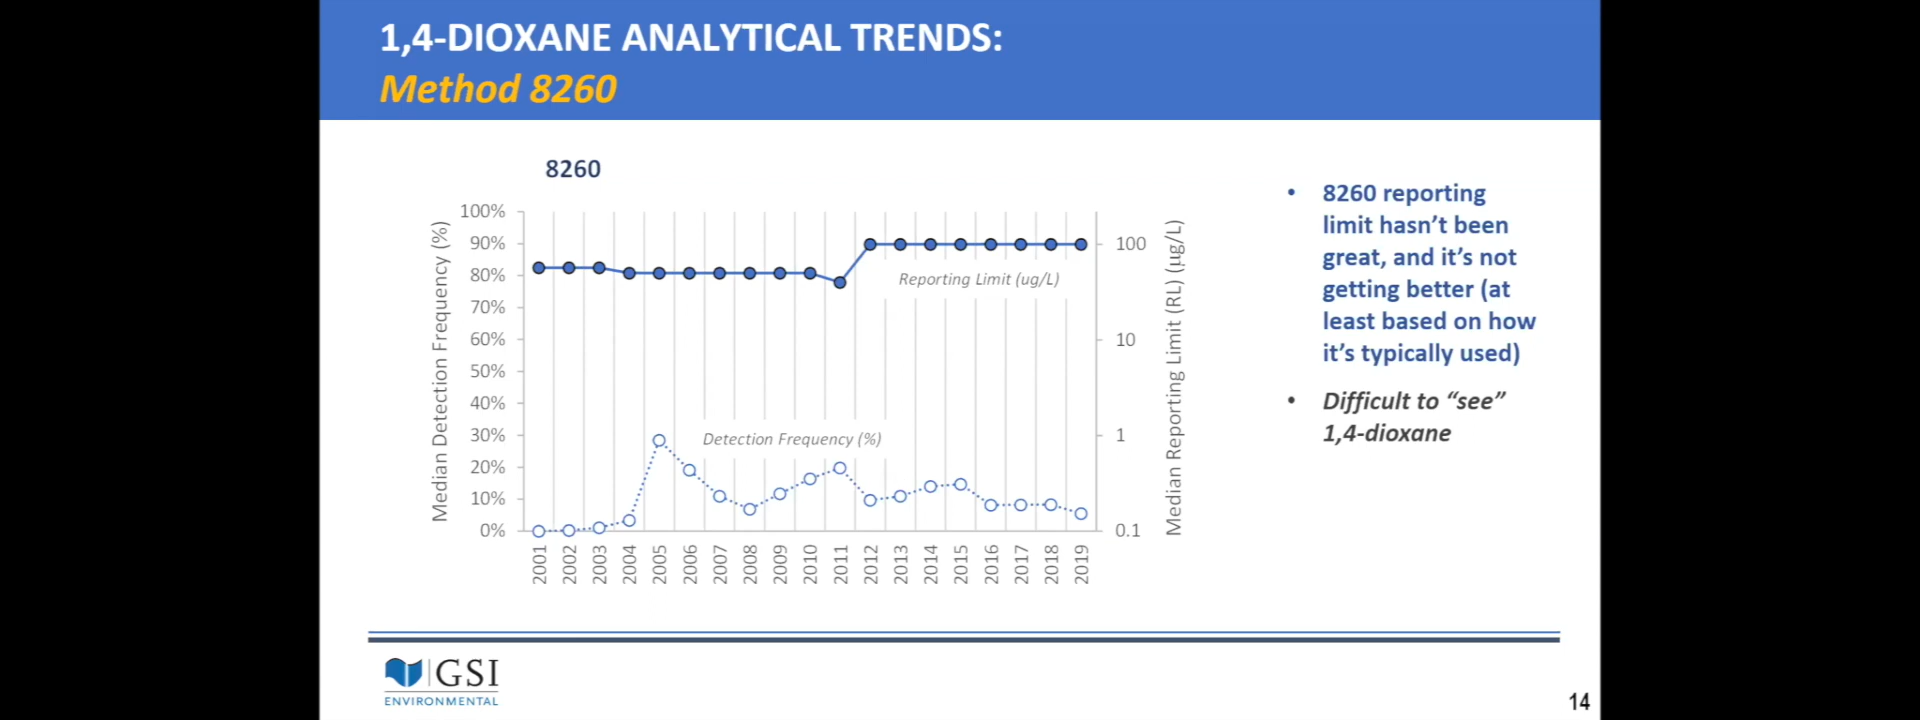 1,4-DIOXANE ANALYTICAL TRENDS:
Method 8260
8260
Median Detection Frequency (%)
100%
90%
80%
70%
60%
50%
40%
30%
20%
10%
0%
Reporting Limit (ug/L)
Detection Frequency (%)
100
10
1
0.1
Median Reporting Limit (RL) (µg/L)
2001
2002
2003
2004
2005
2006
2007
2008
2009
2010
2011
2012
2013
2014
2015
2016
2017
2018
2019
• 8260 reporting
limit hasn’t been
great, and it’s not
getting better (at
least based on how
it’s typically used)
• Difficult to “see”
1,4-dioxane
GSI
ENVIRONMENTAL
14